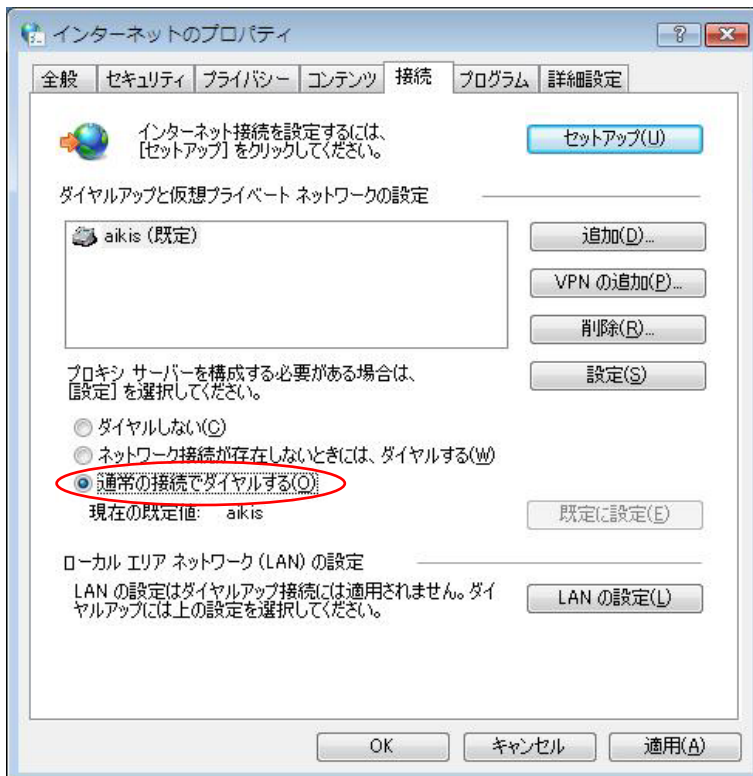 インターネットのプロパティ
全般 セキュリティ プライバシー コンテンツ 接続 プログラム 詳細設定
インターネット接続を設定するには、
[セットアップ] をクリックしてください。
セットアップ(U)
ダイヤルアップと仮想プライベート ネットワークの設定
aikis (既定)
追加(D)...
VPN の追加(P)...
削除(R)...
プロキシ サーバーを構成する必要がある場合は、
[設定] を選択してください。
設定(S)
ダイヤルしない(C)
ネットワーク接続が存在しないときには、ダイヤルする(W)
通常の接続でダイヤルする(O)
現在の既定値: aikis
既定に設定(E)
ローカル エリア ネットワーク (LAN) の設定
LAN の設定はダイヤルアップ接続には適用されません。ダイ
ヤルアップには上の設定を選択してください。
LAN の設定(L)
OK キャンセル 適用(A)